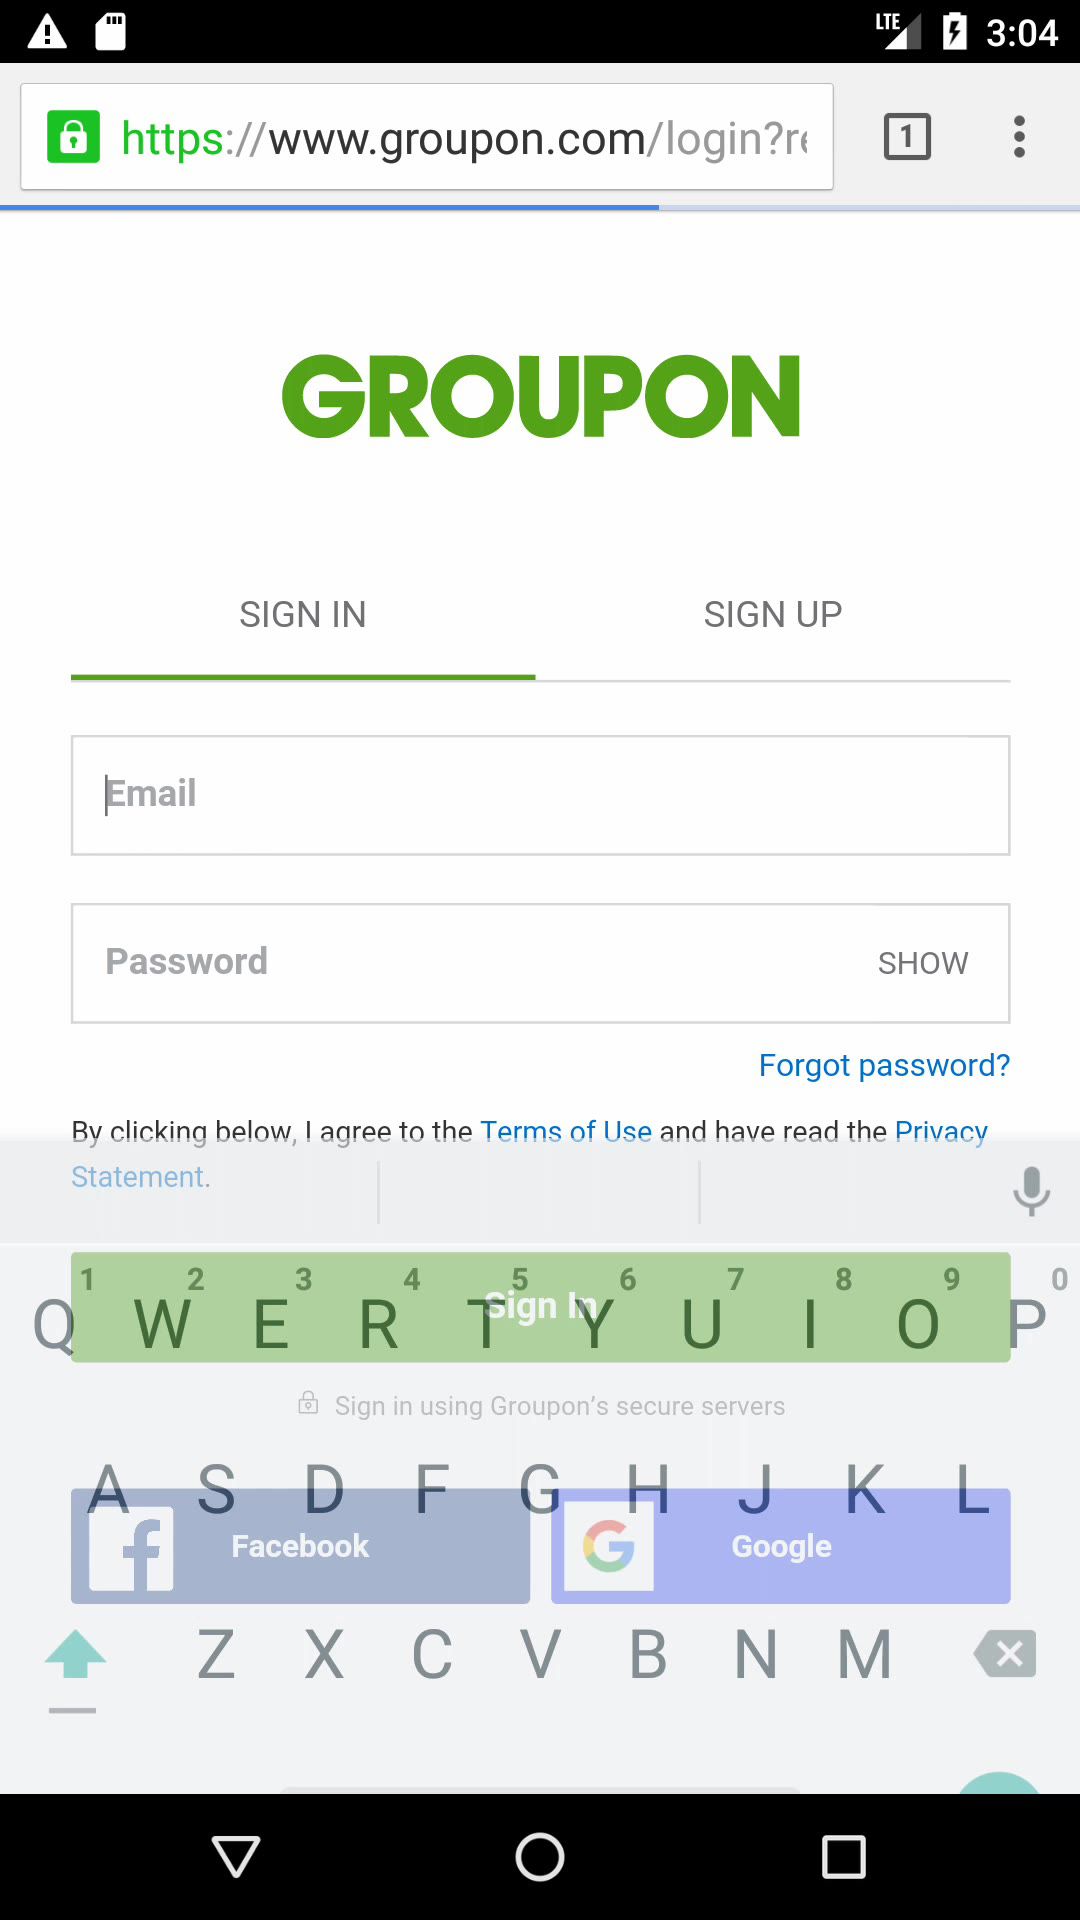 LTE 3:04
https://www.groupon.com/login?re
1
GROUPON
SIGN IN SIGN UP
Email
Password SHOW
Forgot password?
By clicking below, I agree to the Terms of Use and have read the Privacy
Statement.
1 2 3 4 5 6 7 8 9 0
Q W E R T Y U I O P
Sign In
Sign in using Groupon’s secure servers
A S D F G H J K L
Facebook Google
Z X C V B N M